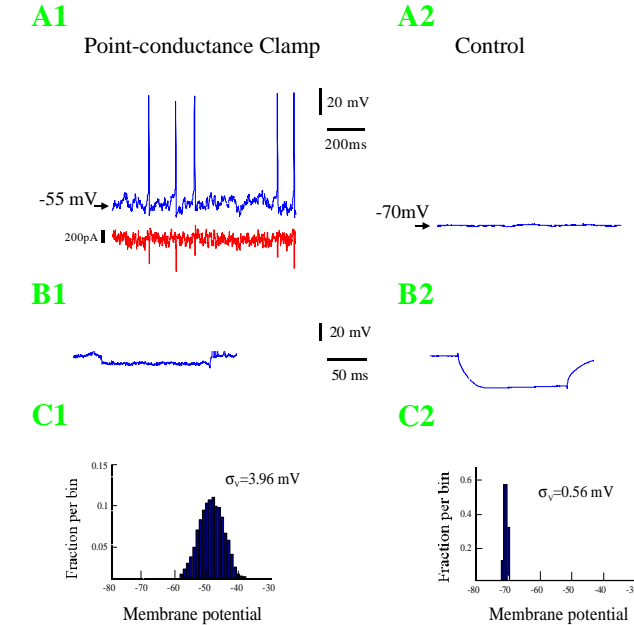 A1
A2
Point-conductance Clamp
Control
20 mV
200ms
-55 mV
-70mV
200pA
B1
B2
20 mV
50 ms
C1
C2
0.15
0.1
0.05
Fraction per bin
σv=3.96 mV
-80 -70 -60 -50 -40 -30
Membrane potential
0.6
0.4
0.2
Fraction per bin
σv=0.56 mV
-80 -70 -60 -50 -40 -30
Membrane potential